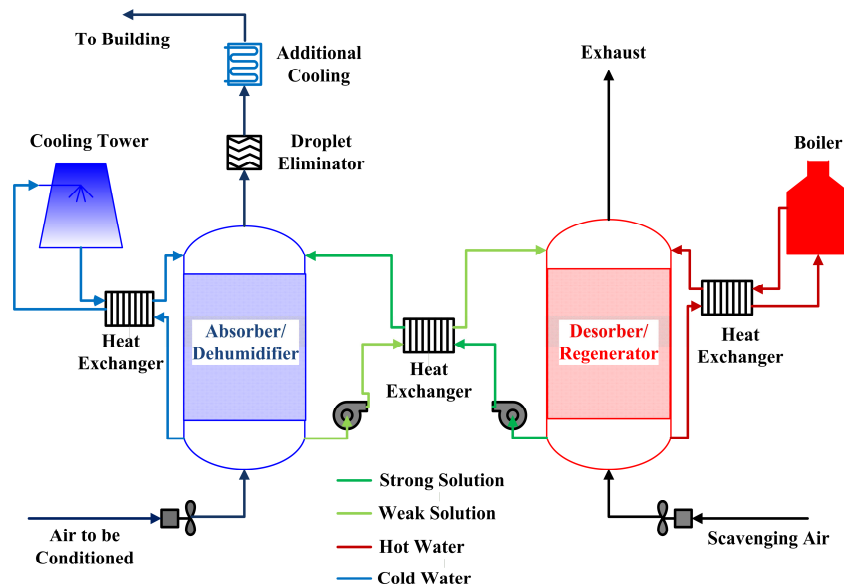 To Building
Additional
Cooling
Exhaust
Cooling Tower
Droplet
Eliminator
Boiler
Absorber/
Dehumidifier
Desorber/
Regenerator
Heat
Exchanger
Heat
Exchanger
Heat
Exchanger
Strong Solution
Weak Solution
Hot Water
Cold Water
Air to be
Conditioned
Scavenging Air